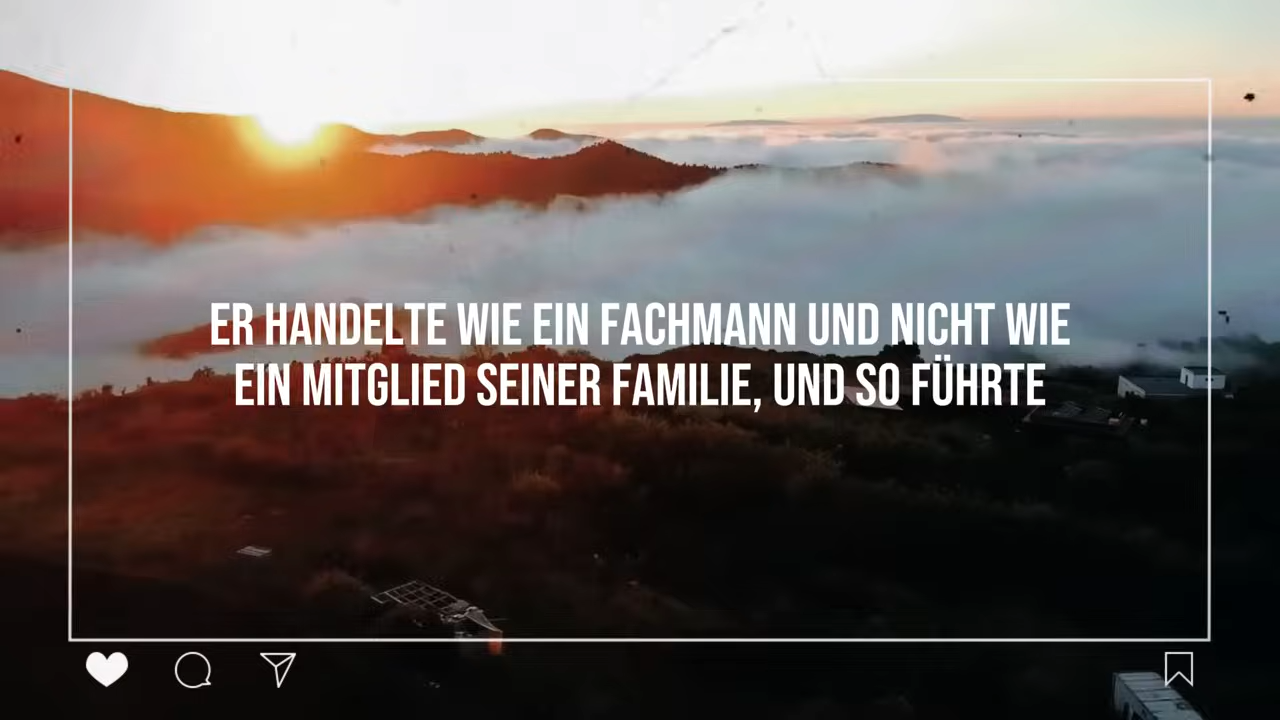 ER HANDELTE WIE EIN FACHMANN UND NICHT WIE
EIN MITGLIED SEINER FAMILIE, UND SO FÜHRTE